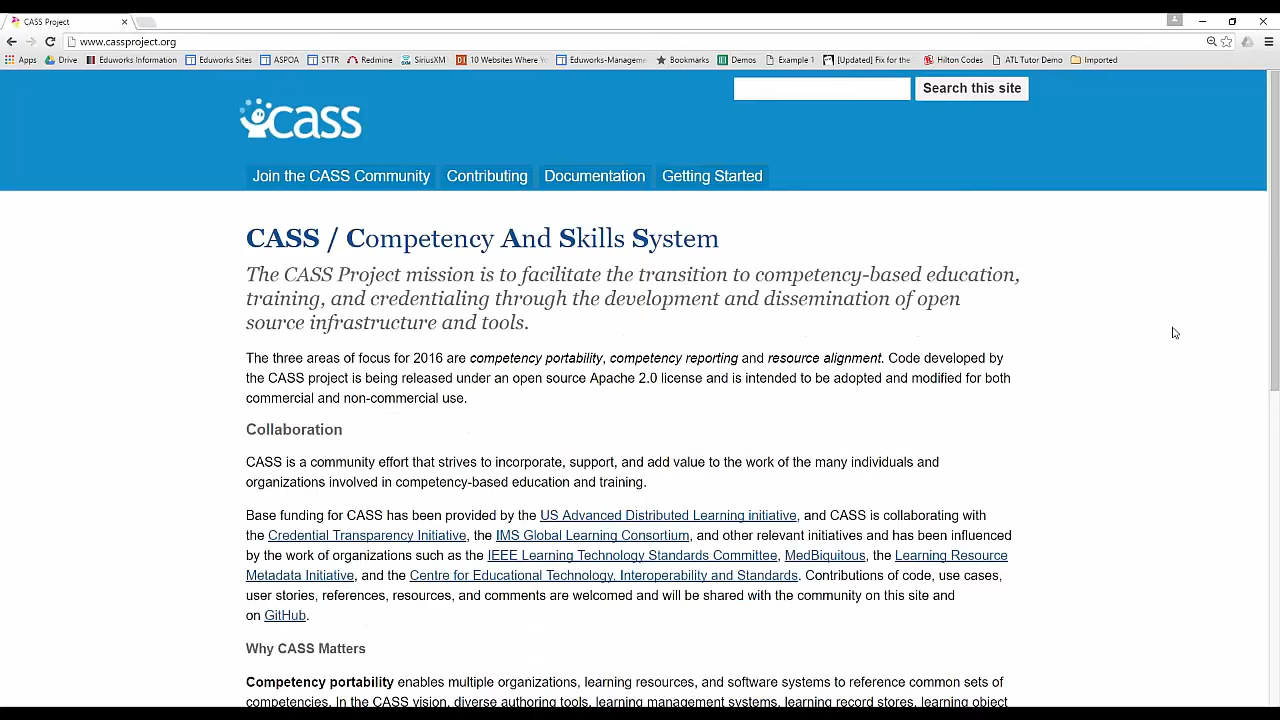 CASS Project
www.cassproject.org
Apps Drive Eduworks Information Eduworks Sites ASPOA STTR Redmine SiriusXM 10 Websites Where Yo Eduworks-Manageme Bookmarks Demos Example 1 [Updated] Fix for the Hilton Codes ATL Tutor Demo Imported
Search this site
cass
Join the CASS Community Contributing Documentation Getting Started
CASS / Competency And Skills System
The CASS Project mission is to facilitate the transition to competency-based education,
training, and credentialing through the development and dissemination of open
source infrastructure and tools.
The three areas of focus for 2016 are competency portability, competency reporting and resource alignment. Code developed by
the CASS project is being released under an open source Apache 2.0 license and is intended to be adopted and modified for both
commercial and non-commercial use.
Collaboration
CASS is a community effort that strives to incorporate, support, and add value to the work of the many individuals and
organizations involved in competency-based education and training.
Base funding for CASS has been provided by the US Advanced Distributed Learning initiative, and CASS is collaborating with
the Credential Transparency Initiative, the IMS Global Learning Consortium, and other relevant initiatives and has been influenced
by the work of organizations such as the IEEE Learning Technology Standards Committee, MedBiquitous, the Learning Resource
Metadata Initiative, and the Centre for Educational Technology, Interoperability and Standards. Contributions of code, use cases,
user stories, references, resources, and comments are welcomed and will be shared with the community on this site and
on GitHub.
Why CASS Matters
Competency portability enables multiple organizations, learning resources, and software systems to reference common sets of
competencies. In the CASS vision, diverse authoring tools, learning management systems, learning record stores, learning object